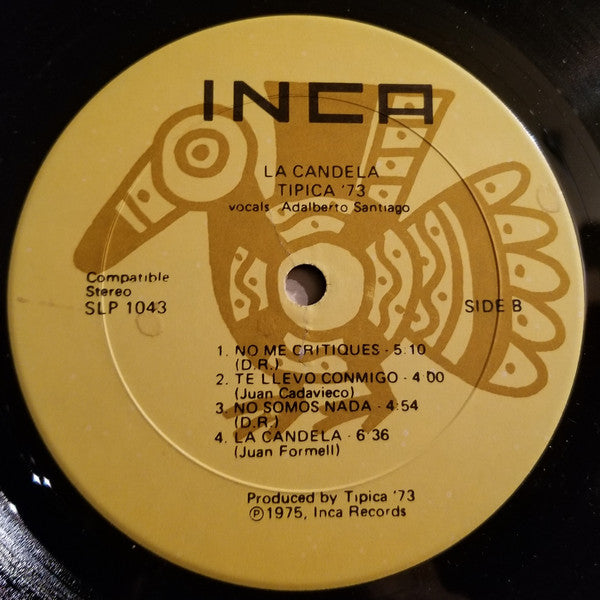 INCA
LA CANDELA
TIPICA '73
vocals Adalberto Santiago
Compatible
Stereo
SLP 1043
SIDE B
1. NO ME CRITIQUES - 5:10
(D.R.)
2. TE LLEVO CONMIGO - 4:00
(Juan Cadavieco)
3. NO SOMOS NADA - 4:54
(D.R.)
4. LA CANDELA - 6:36
(Juan Formell)
Produced by Tipica '73
℗1975, Inca Records